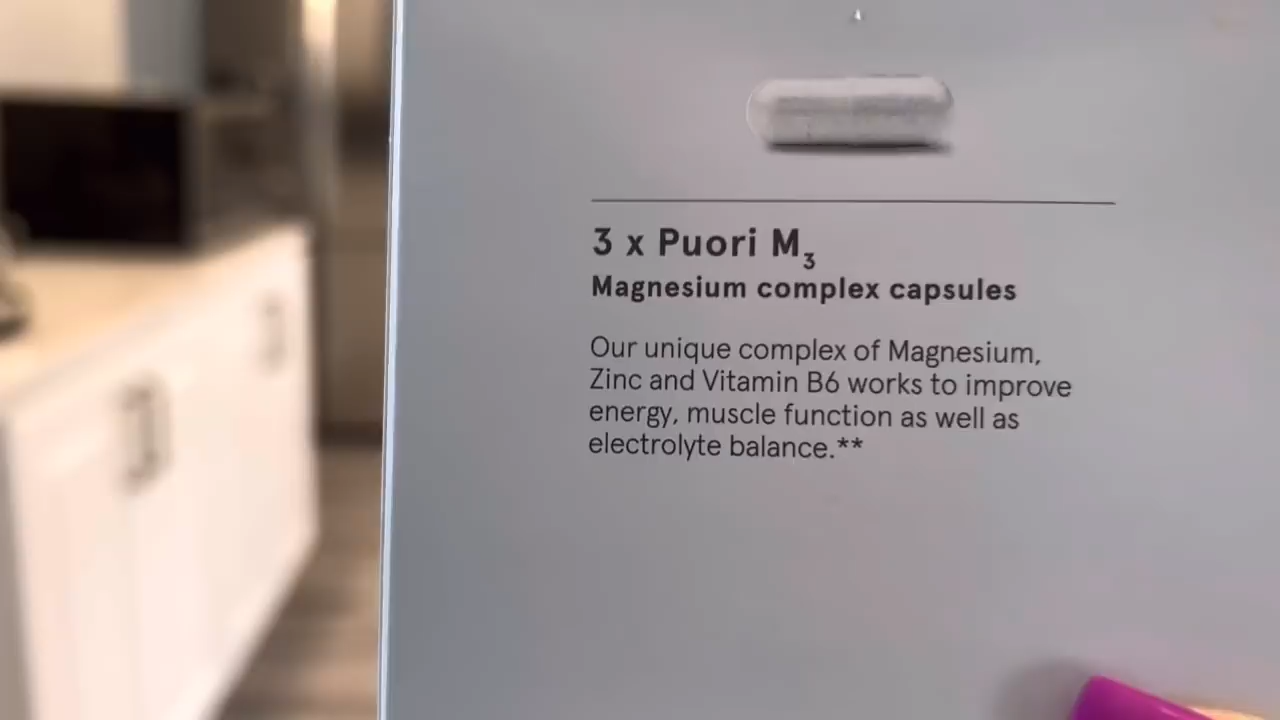 3 x Puori M₃
Magnesium complex capsules
Our unique complex of Magnesium,
Zinc and Vitamin B6 works to improve
energy, muscle function as well as
electrolyte balance.**